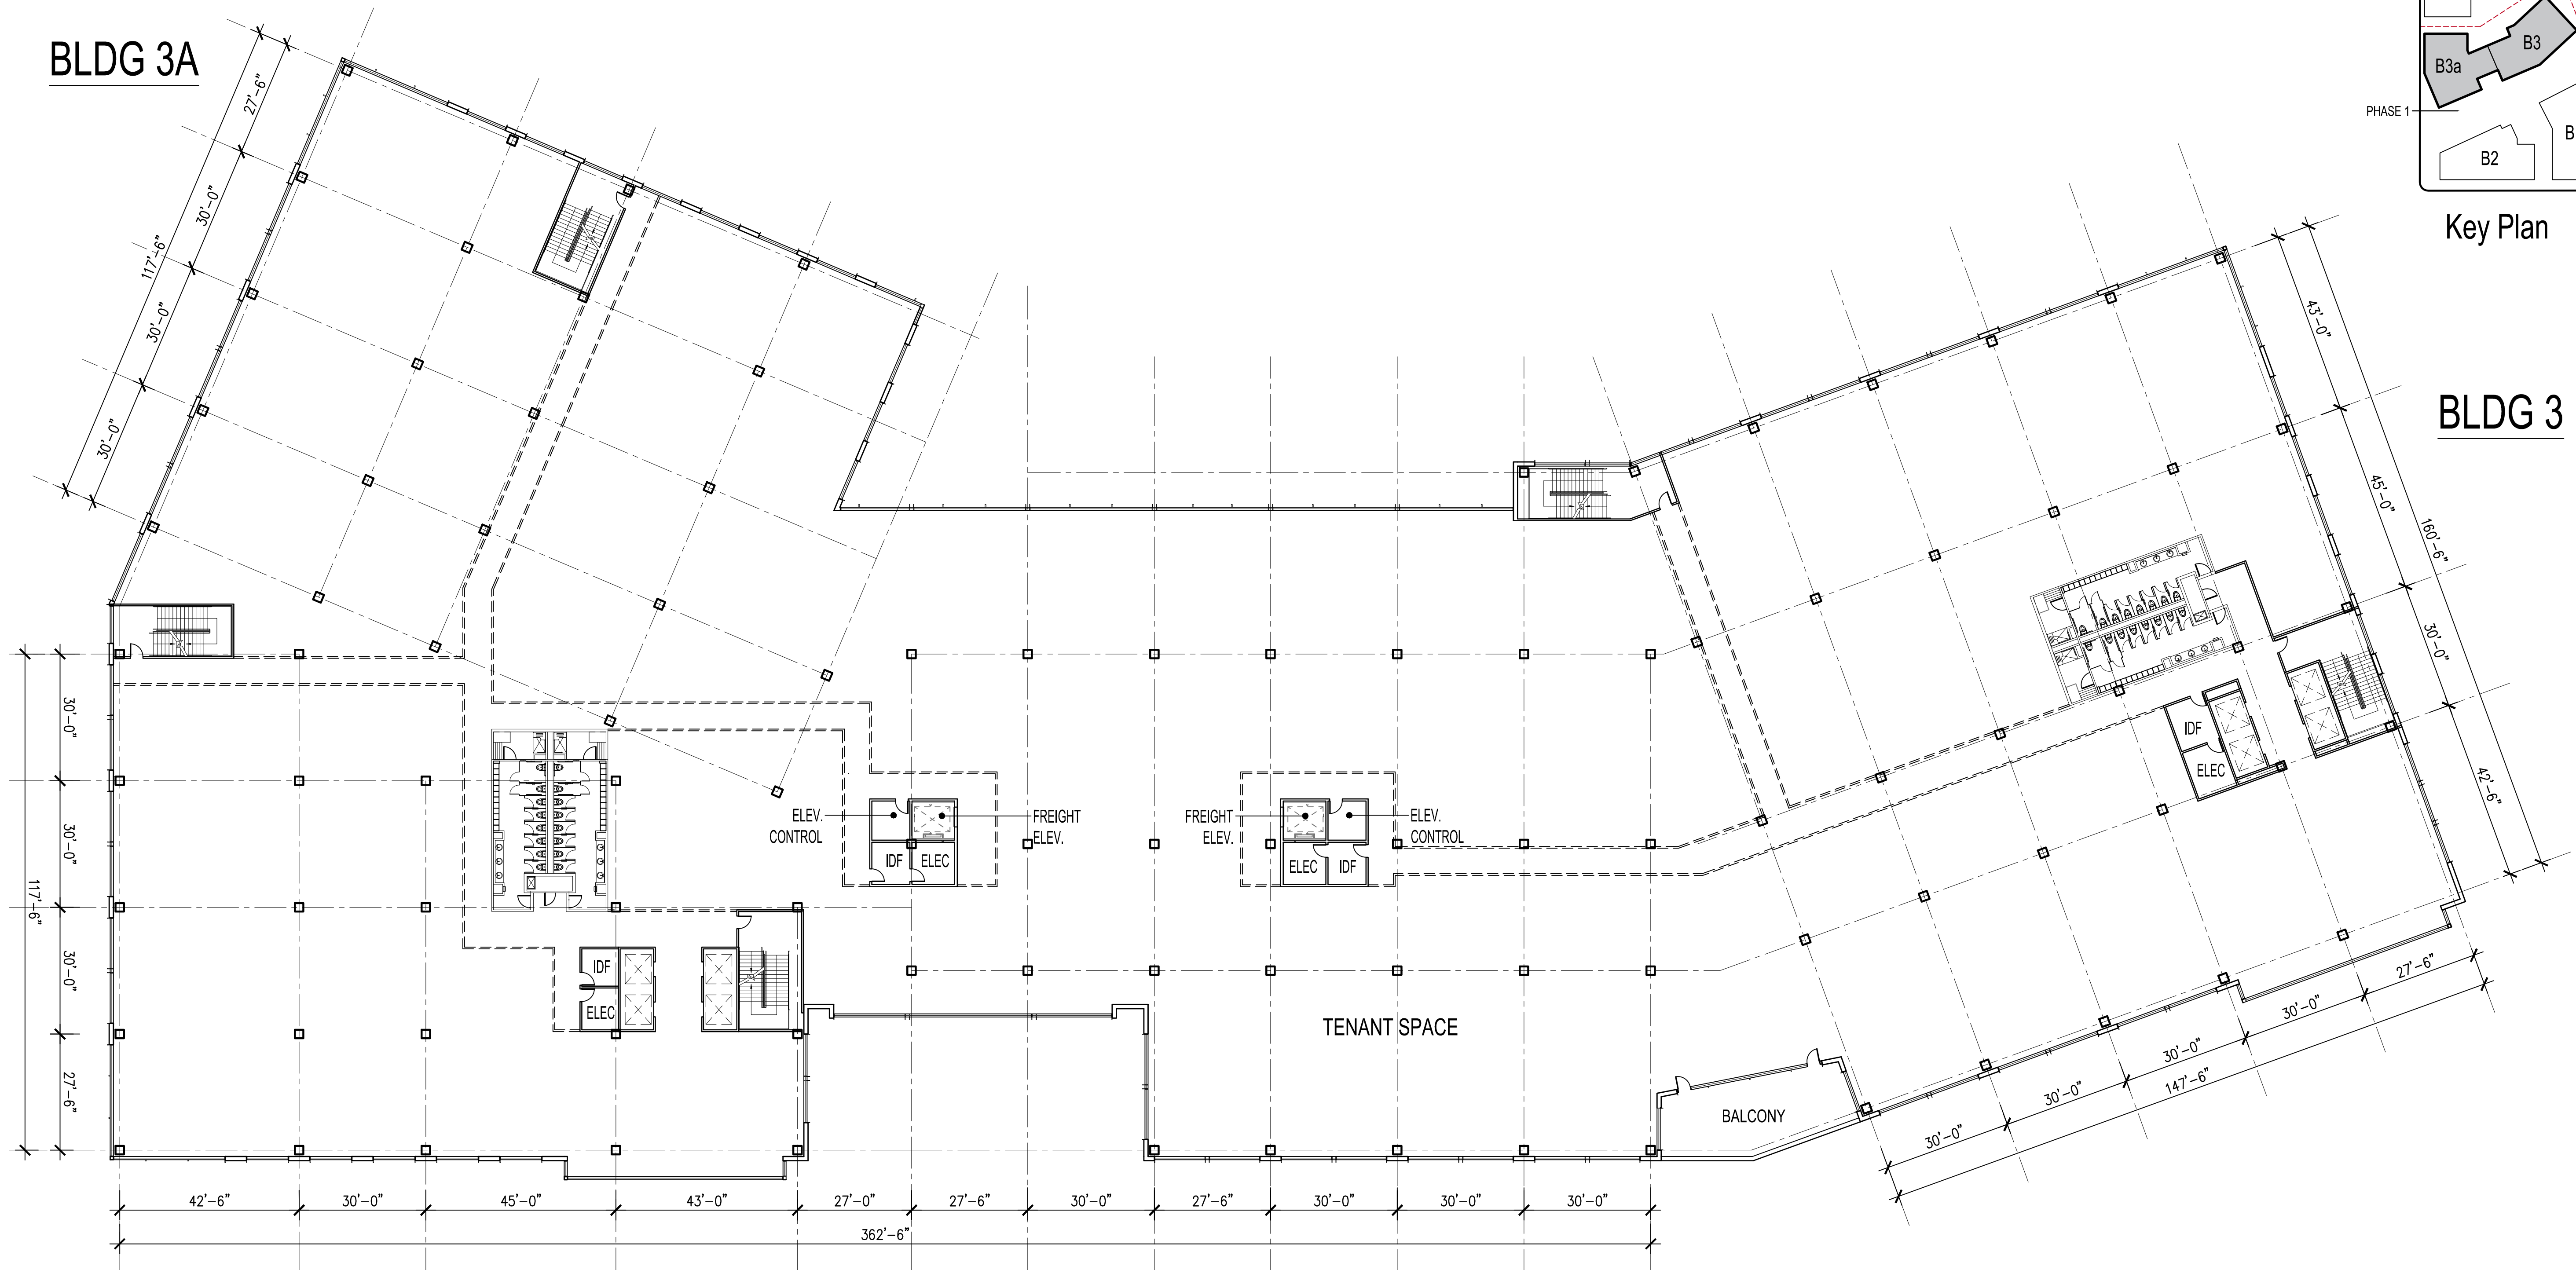 BLDG 3A
B3
B3a
PHASE 1
B2
B
Key Plan
BLDG 3
27'-6"
30'-0"
117'-6"
30'-0"
30'-0"
43'-0"
45'-0"
160'-6"
30'-0"
42'-6"
IDF
ELEC
ELEV.
CONTROL
FREIGHT
ELEV.
IDF
ELEC
FREIGHT
ELEV.
ELEV.
CONTROL
ELEC
IDF
30'-0"
30'-0"
117'-6"
30'-0"
27'-6"
IDF
ELEC
TENANT SPACE
BALCONY
27'-6"
30'-0"
30'-0"
147'-6"
30'-0"
30'-0"
42'-6"
30'-0"
45'-0"
43'-0"
27'-0"
27'-6"
30'-0"
27'-6"
30'-0"
30'-0"
30'-0"
362'-6"